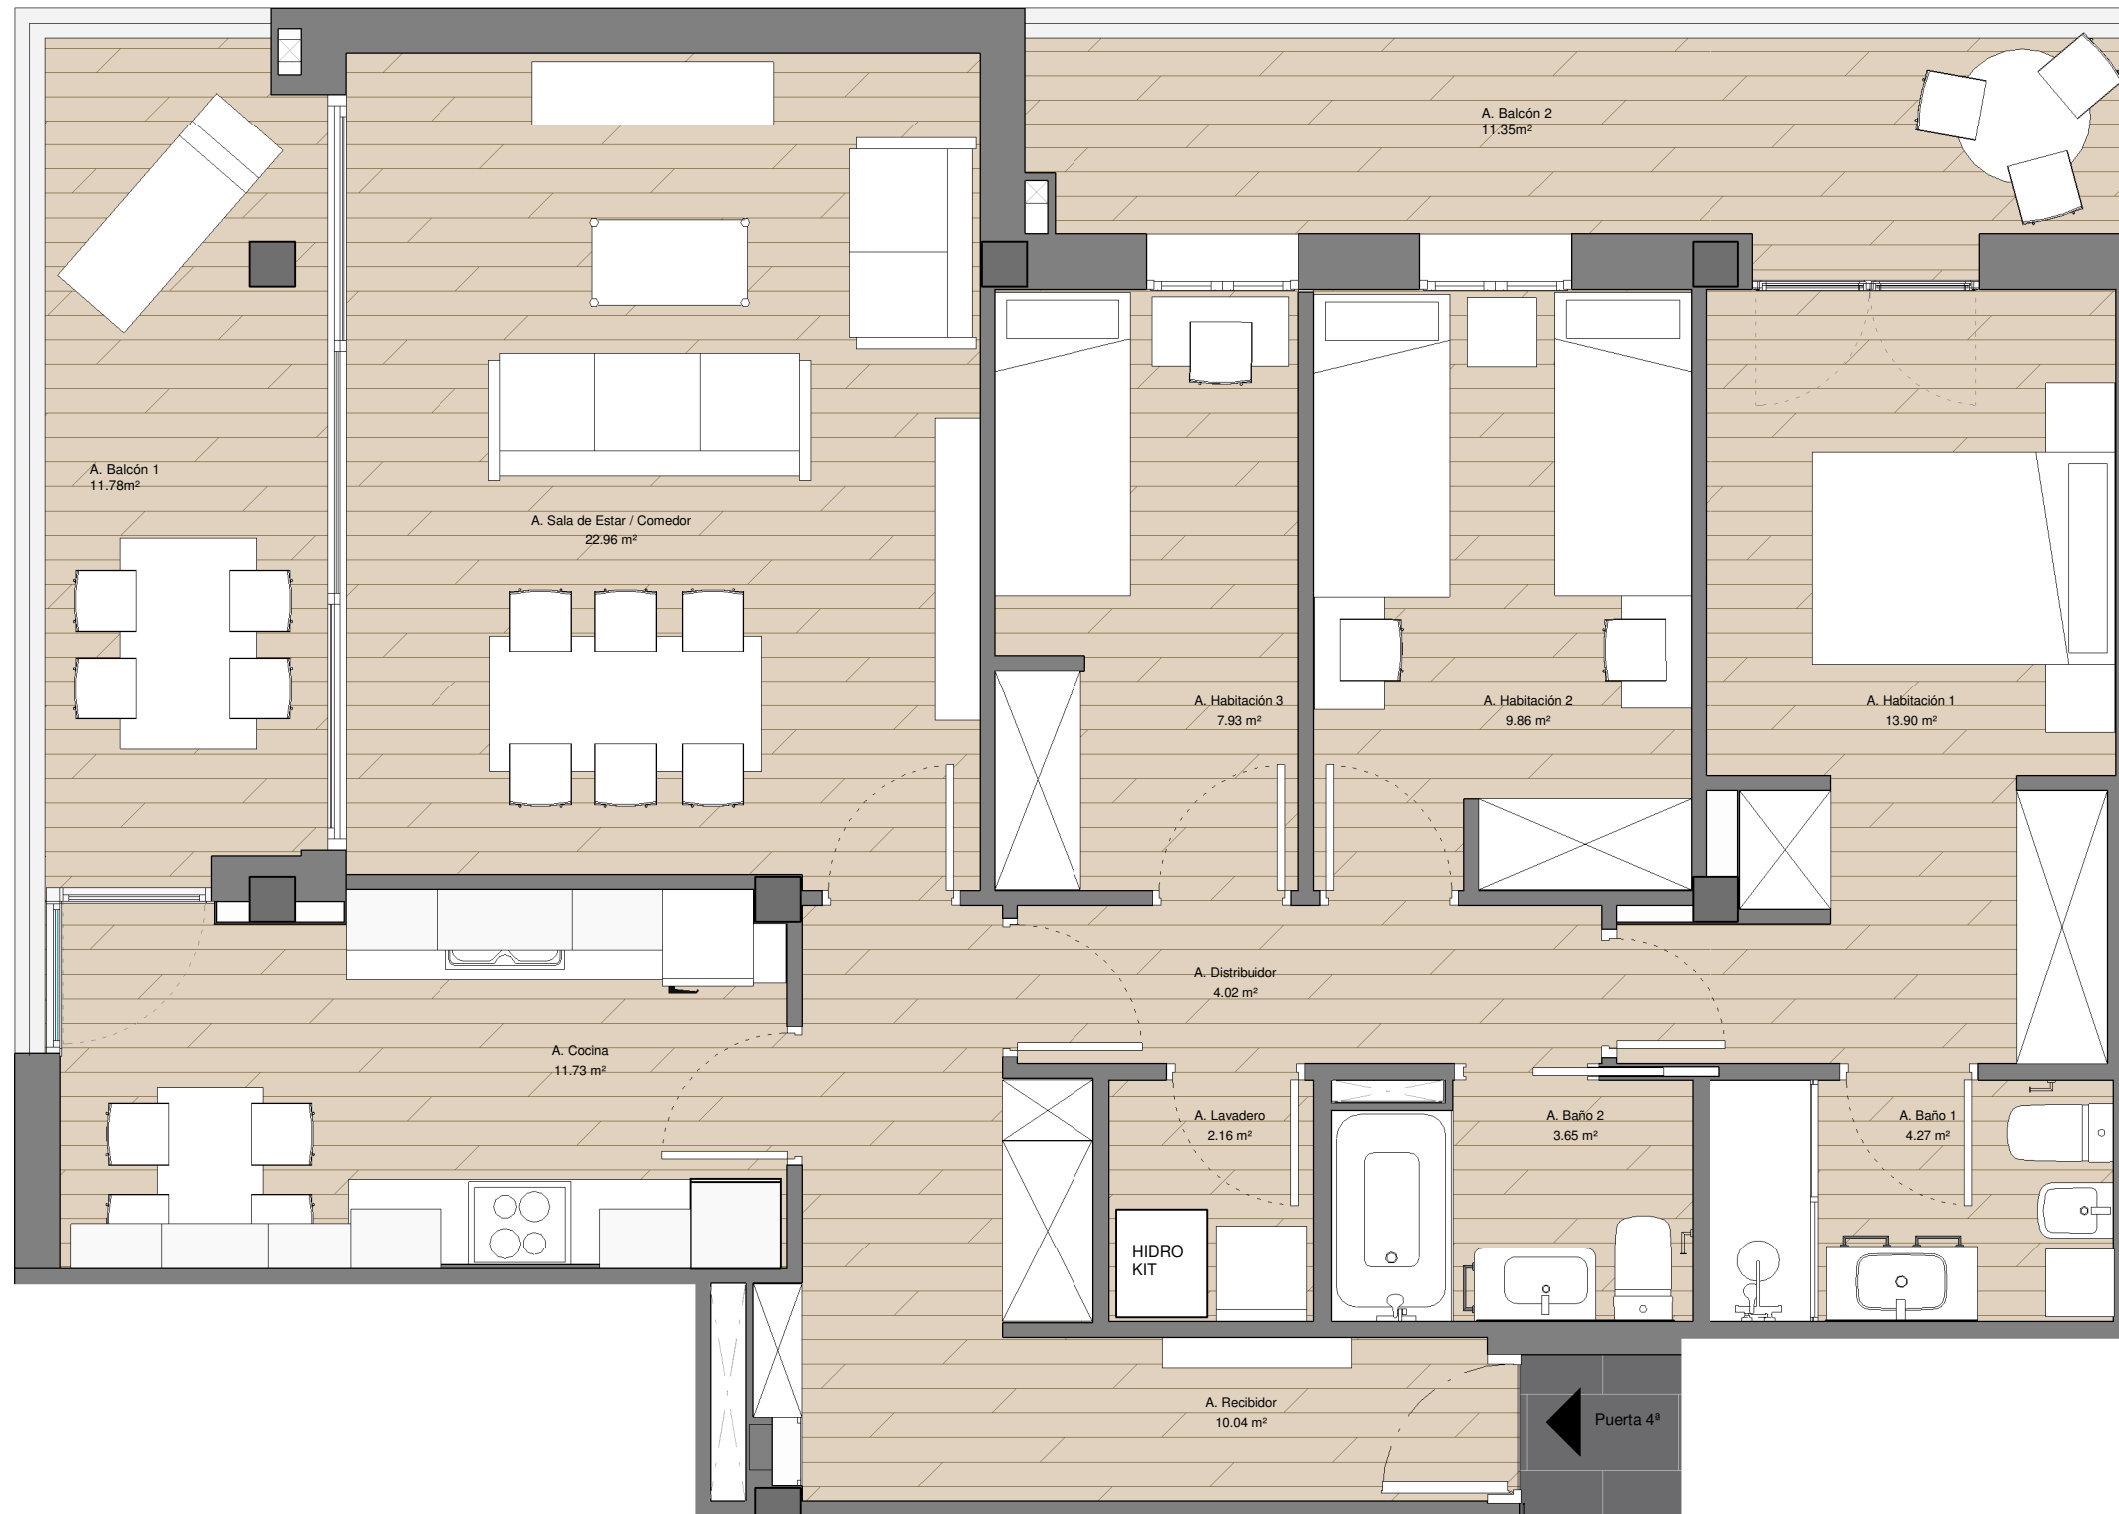 A. Balcón 2
11.35m²
A. Balcón 1
11.78m²
A. Sala de Estar / Comedor
22.96 m²
A. Habitación 3
7.93 m²
A. Habitación 2
9.86 m²
A. Habitación 1
13.90 m²
A. Distribuidor
4.02 m²
A. Cocina
11.73 m²
A. Lavadero
2.16 m²
A. Baño 2
3.65 m²
A. Baño 1
4.27 m²
HIDRO
KIT
A. Recibidor
10.04 m²
Puerta 4ª